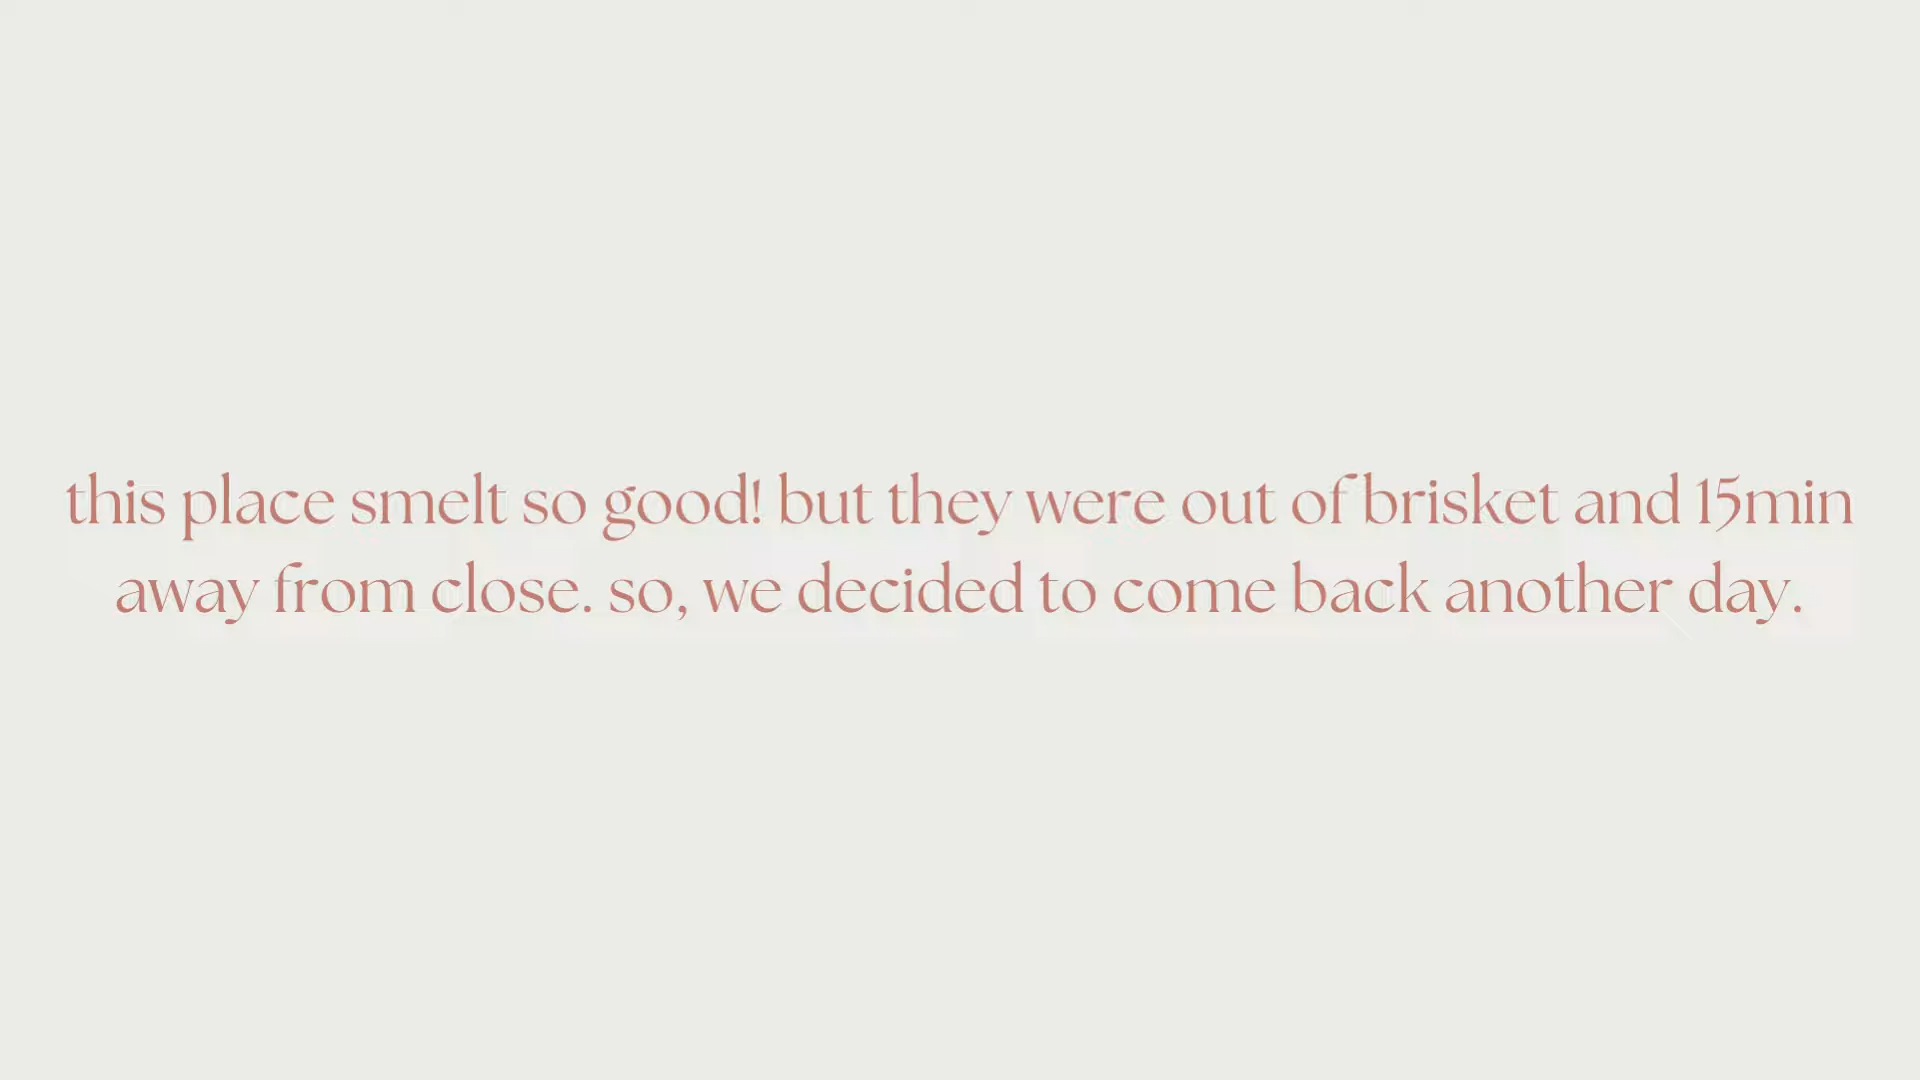 this place smelt so good! but they were out of brisket and 15min
away from close. so, we decided to come back another day.